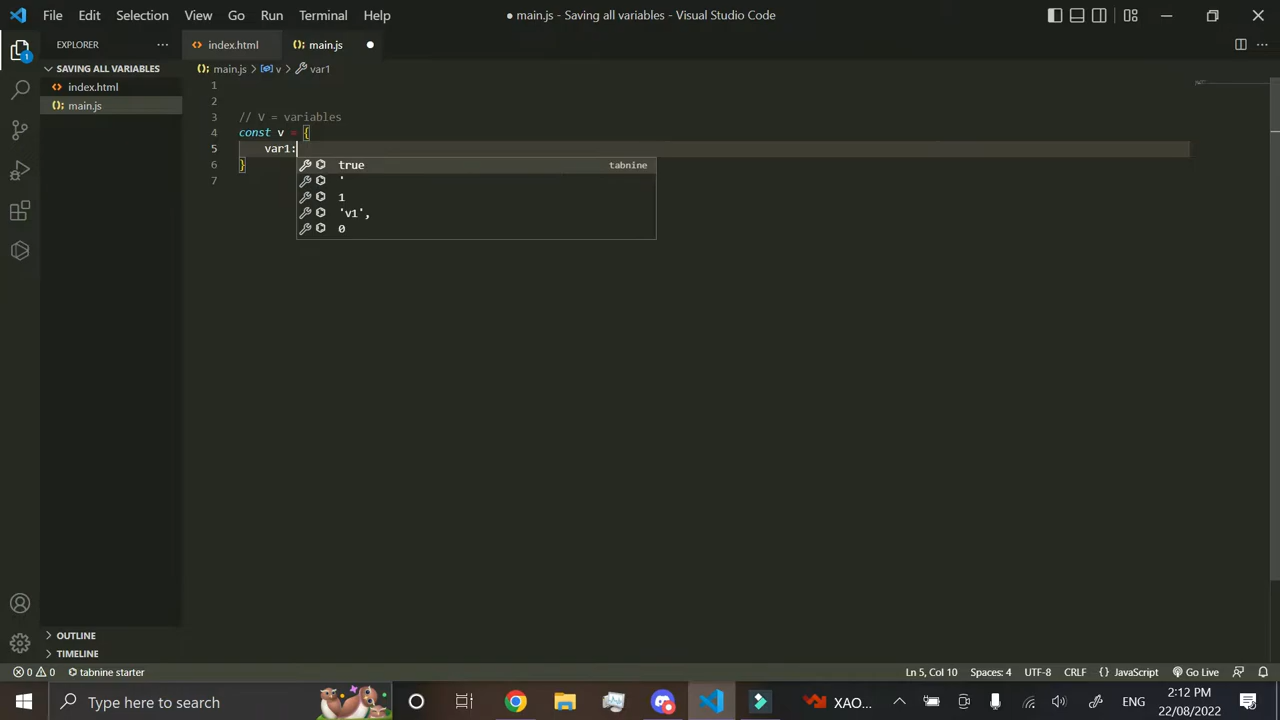 File Edit Selection View Go Run Terminal Help
● main.js - Saving all variables - Visual Studio Code
EXPLORER
index.html
main.js
SAVING ALL VARIABLES
index.html
main.js
main.js > v > var1
1
2
3 // V = variables
4 const v = {
5 var1:
6 }
7
true tabnine
'
1
'v1',
0
OUTLINE
TIMELINE
0 0 tabnine starter
Ln 5, Col 10 Spaces: 4 UTF-8 CRLF {} JavaScript Go Live
Type here to search
XAO...
ENG
2:12 PM
22/08/2022
1